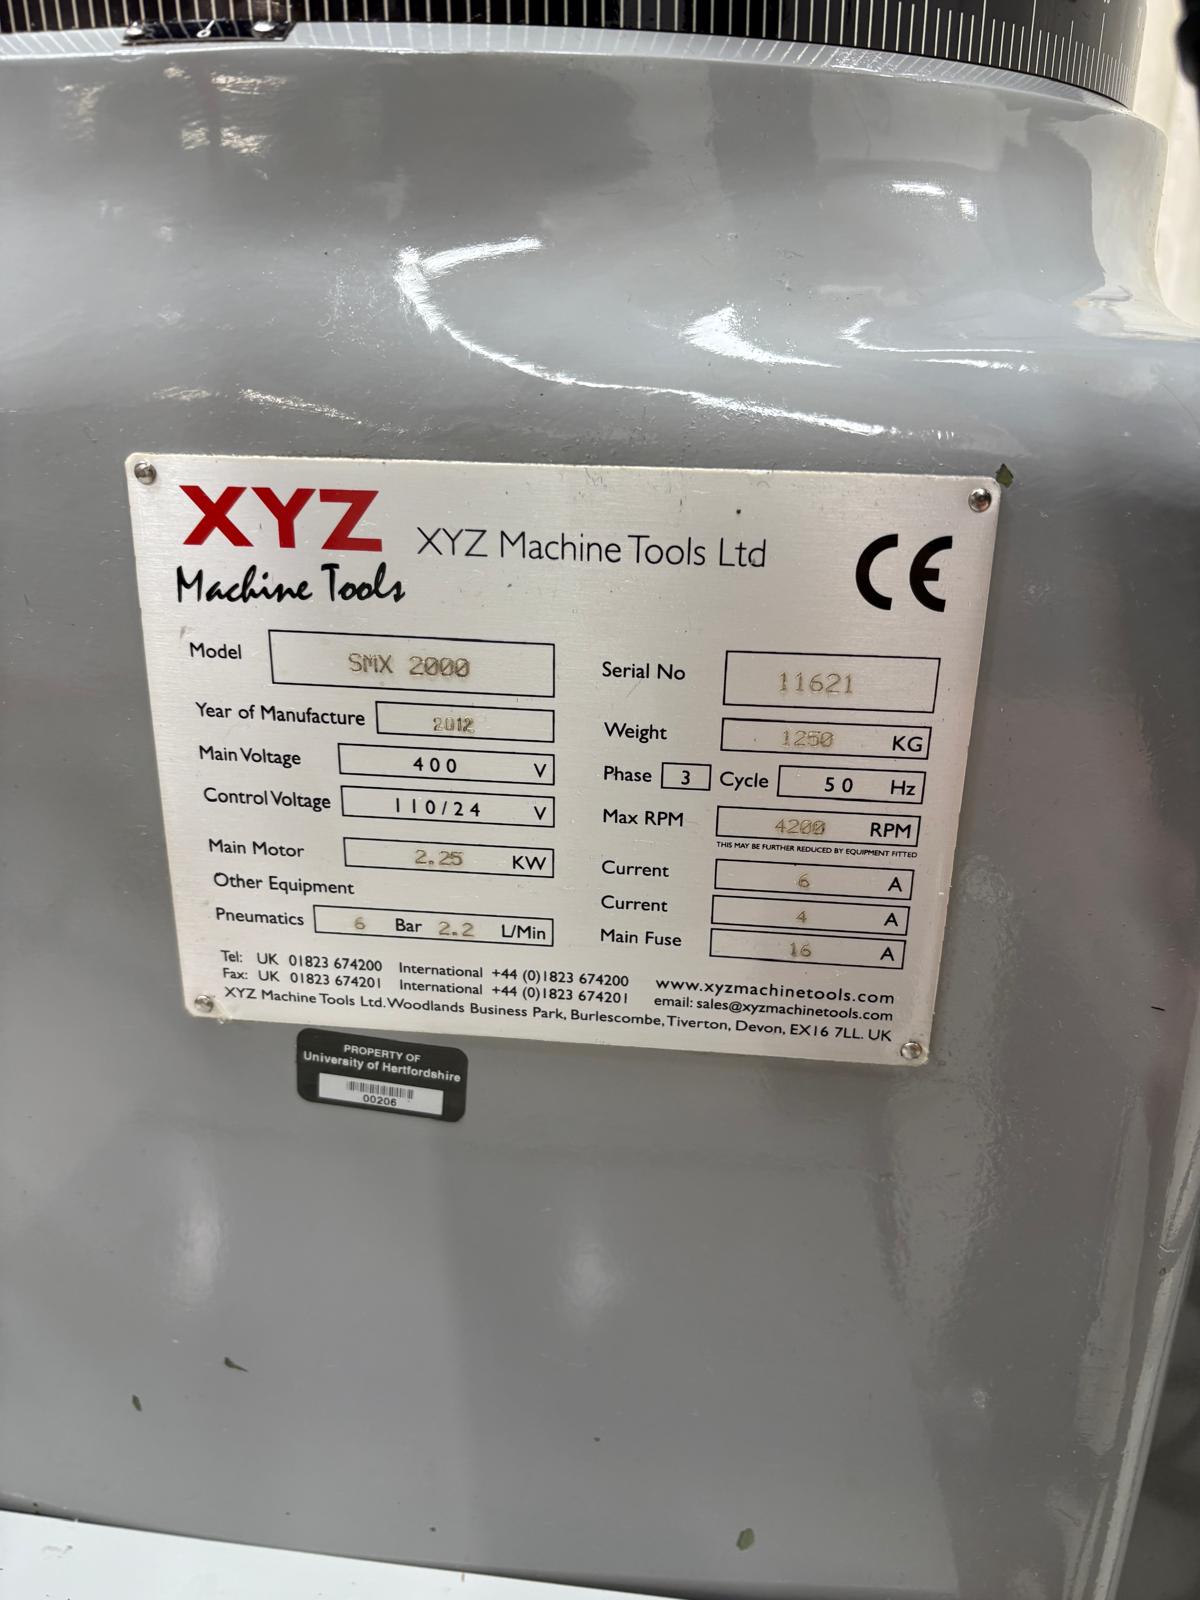 XYZ
Machine Tools
XYZ Machine Tools Ltd
CE
Model SMX 2000
Serial No 11621
Year of Manufacture 2012
Weight 1250 KG
Main Voltage 400 V
Phase 3 Cycle 50 Hz
Control Voltage 110/24 V
Max RPM 4200 RPM
THIS MAY BE FURTHER REDUCED BY EQUIPMENT FITTED
Main Motor 2.25 KW
Current 6 A
Other Equipment
Current 4 A
Pneumatics 6 Bar 2.2 L/Min
Main Fuse 16 A
Tel: UK 01823 674200 International +44 (0)1823 674200 www.xyzmachinetools.com
Fax: UK 01823 674201 International +44 (0)1823 674201 email: sales@xyzmachinetools.com
XYZ Machine Tools Ltd. Woodlands Business Park, Burlescombe, Tiverton, Devon, EX16 7LL. UK
PROPERTY OF
University of Hertfordshire
00206